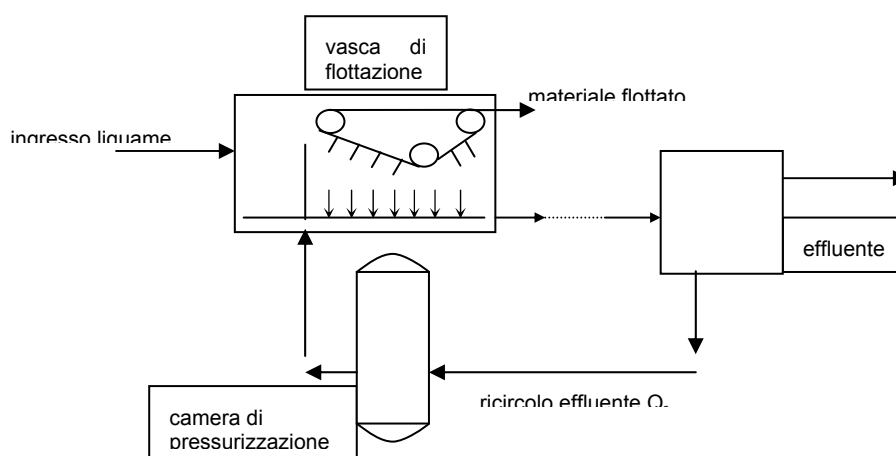 vasca di
flottazione
materiale flottato
ingresso liquame
effluente
ricircolo effluente Q
camera di
pressurizzazione